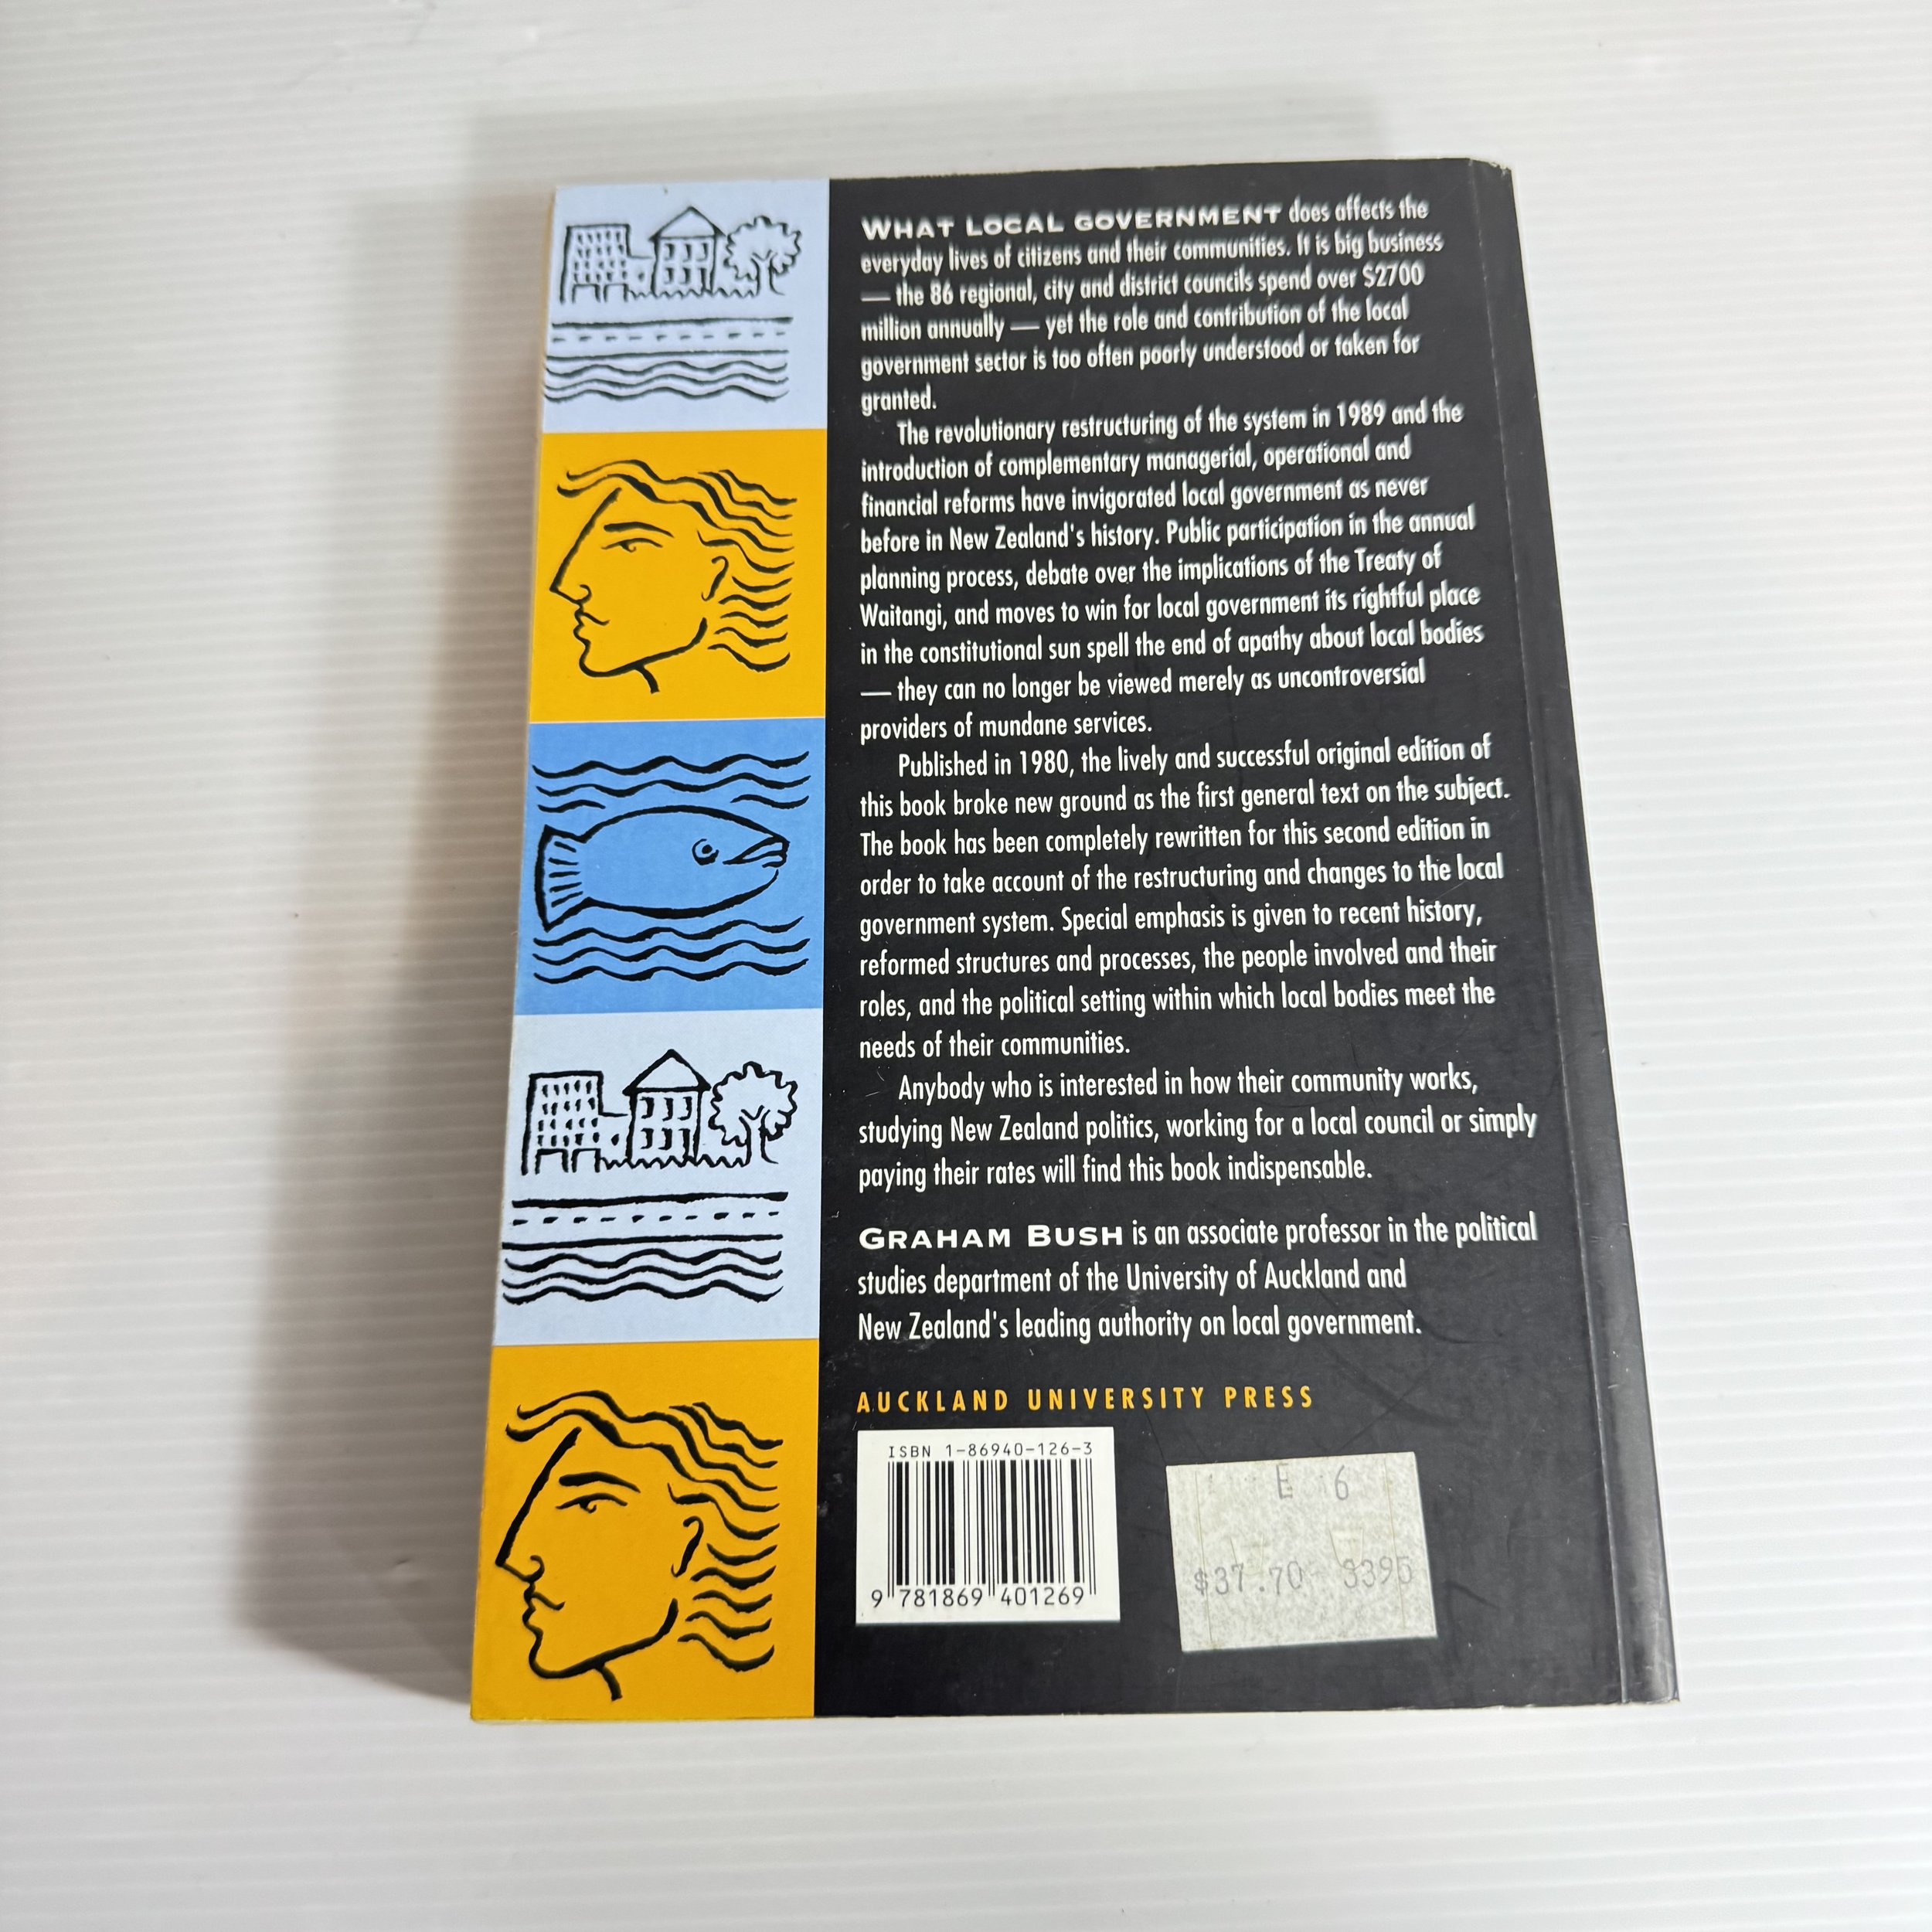 WHAT LOCAL GOVERNMENT does affects the
everyday lives of citizens and their communities. It is big business
— the 86 regional, city and district councils spend over $2700
million annually — yet the role and contribution of the local
government sector is too often poorly understood or taken for
granted.
The revolutionary restructuring of the system in 1989 and the
introduction of complementary managerial, operational and
financial reforms have invigorated local government as never
before in New Zealand's history. Public participation in the annual
planning process, debate over the implications of the Treaty of
Waitangi, and moves to win for local government its rightful place
in the constitutional sun spell the end of apathy about local bodies
— they can no longer be viewed merely as uncontroversial
providers of mundane services.
Published in 1980, the lively and successful original edition of
this book broke new ground as the first general text on the subject.
The book has been completely rewritten for this second edition in
order to take account of the restructuring and changes to the local
government system. Special emphasis is given to recent history,
reformed structures and processes, the people involved and their
roles, and the political setting within which local bodies meet the
needs of their communities.
Anybody who is interested in how their community works,
studying New Zealand politics, working for a local council or simply
paying their rates will find this book indispensable.
GRAHAM BUSH is an associate professor in the political
studies department of the University of Auckland and
New Zealand's leading authority on local government.
AUCKLAND UNIVERSITY PRESS
ISBN 1-86940-126-3
9 781869 401269
E 6
$37.70 3395